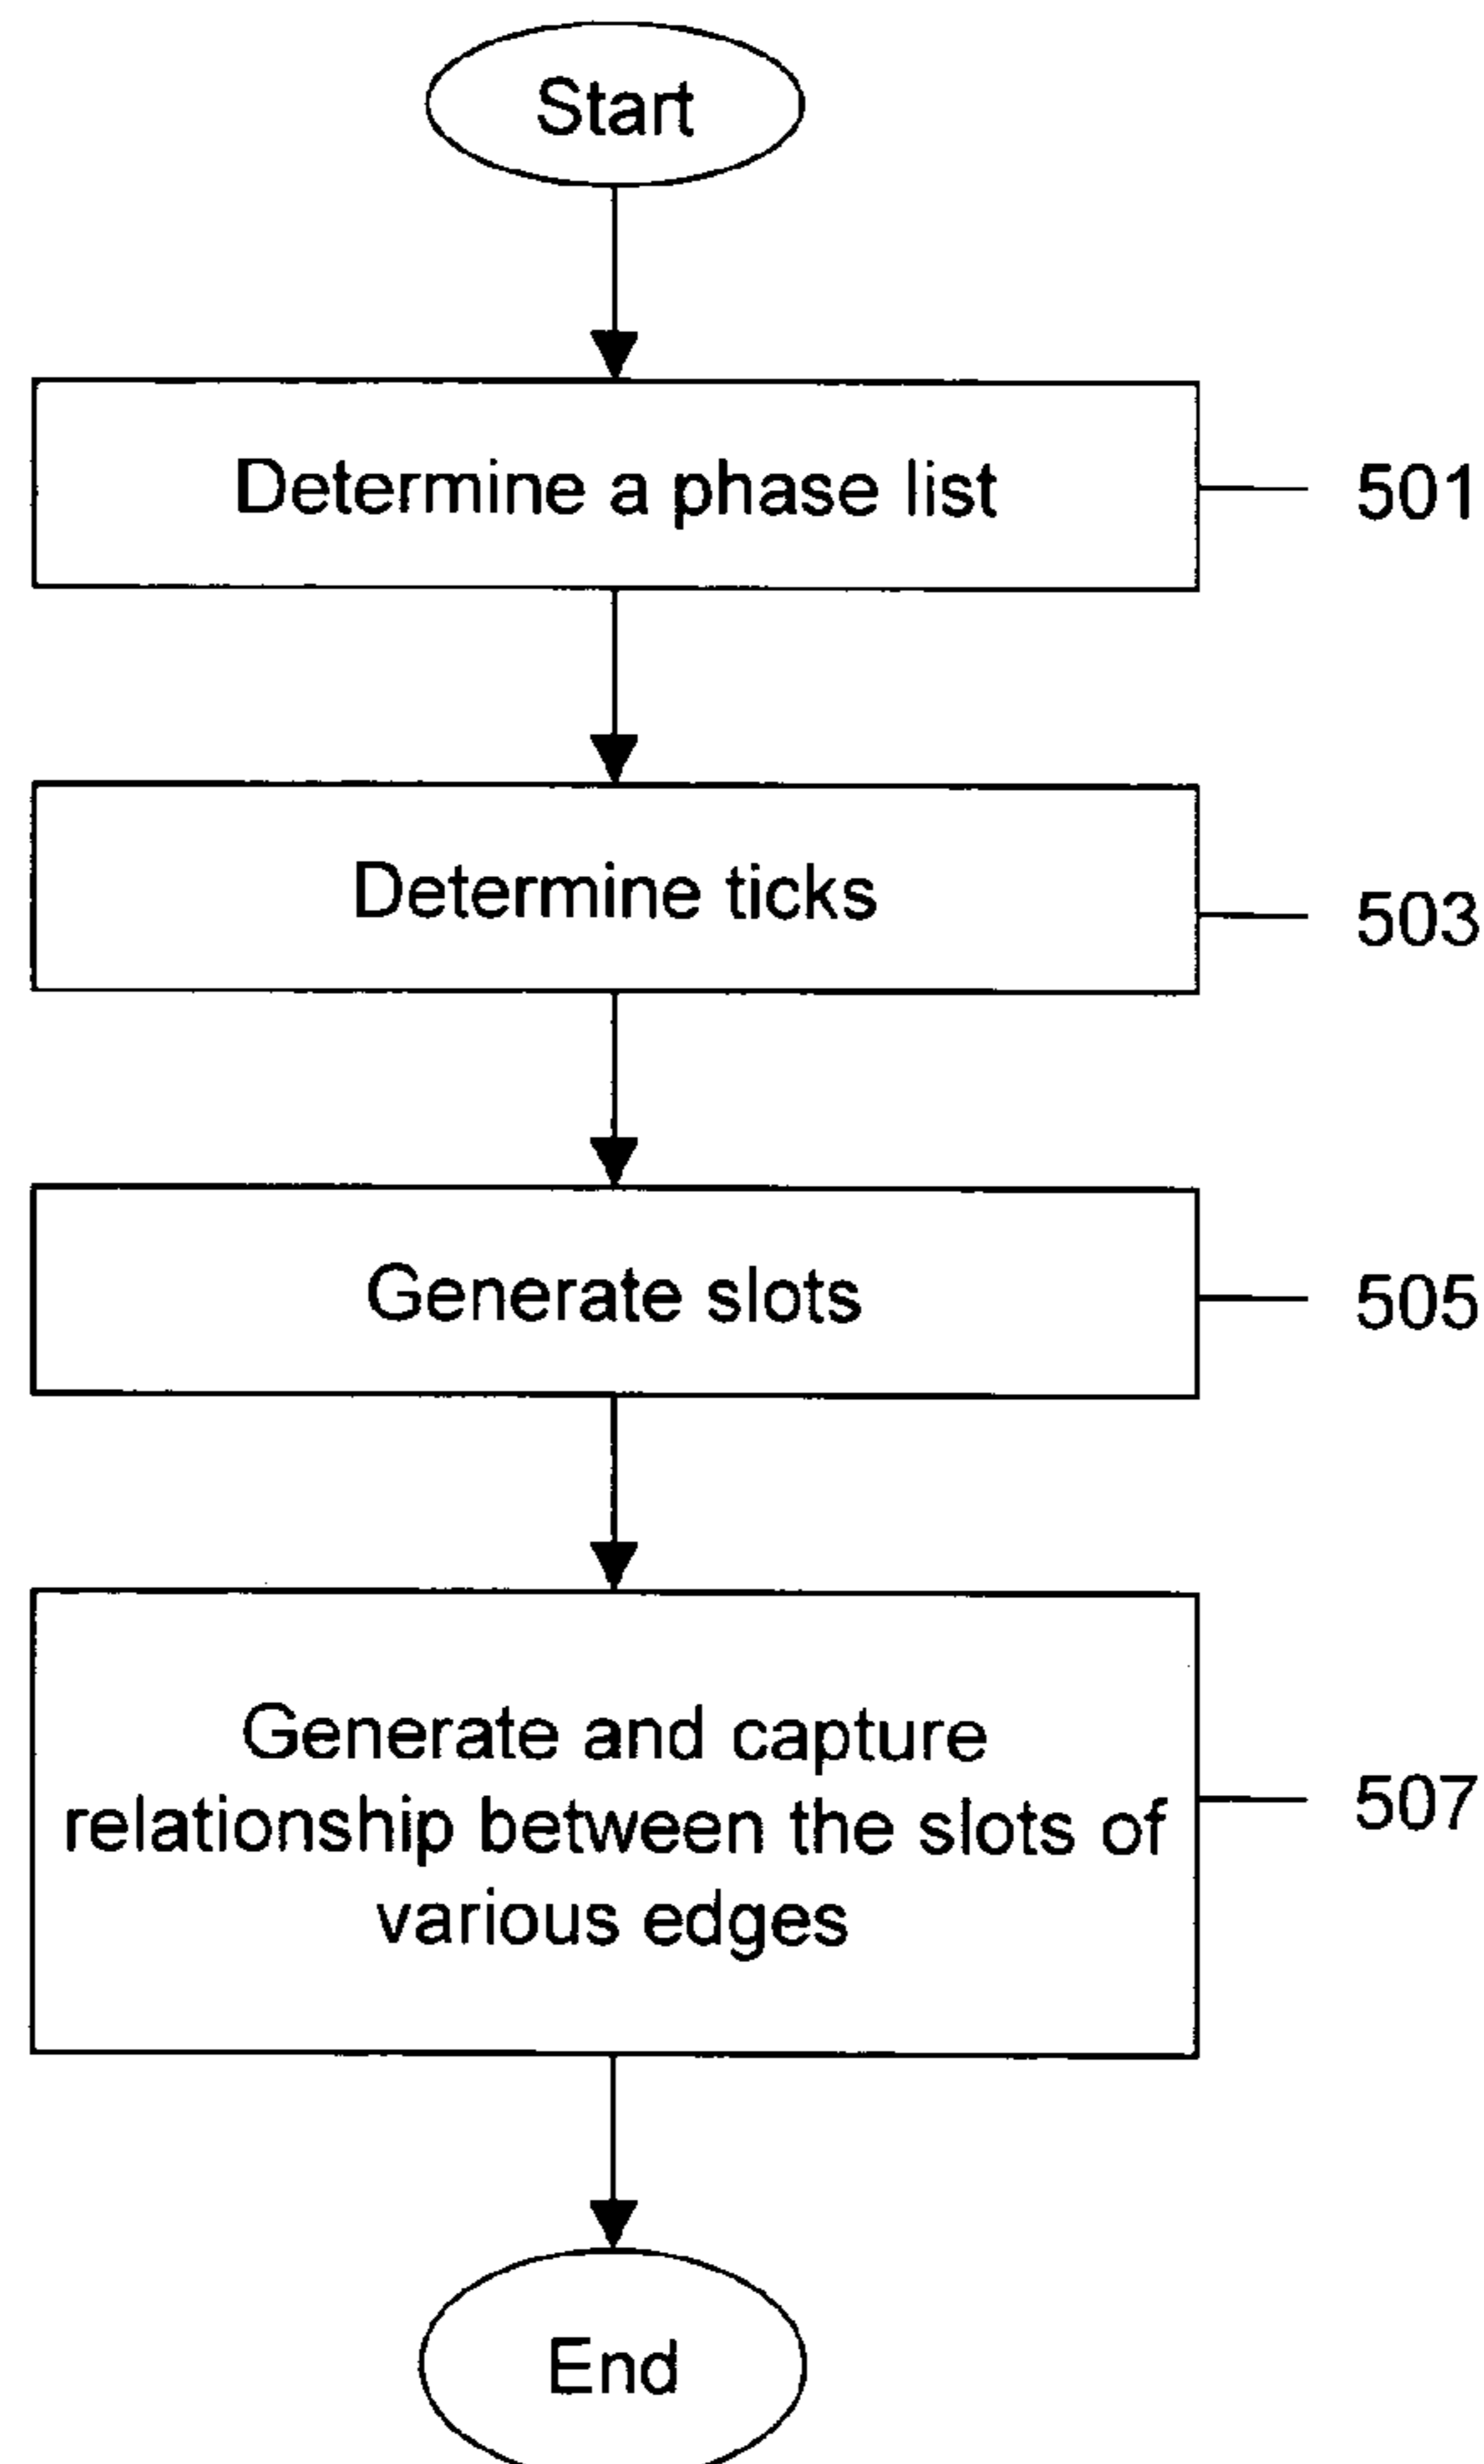 Start
Determine a phase list
501
Determine ticks
503
Generate slots
505
Generate and capture
relationship between the slots of
various edges
507
End